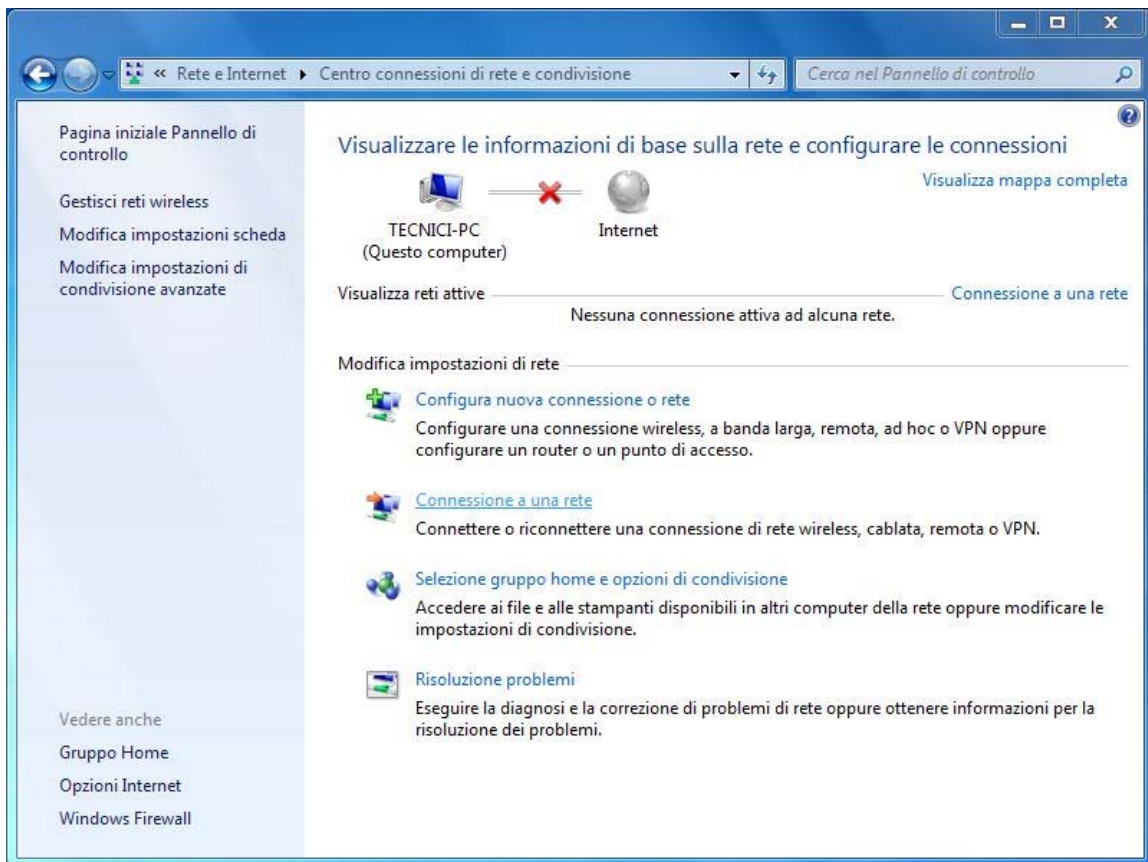 « Rete e Internet ▸ Centro connessioni di rete e condivisione
Cerca nel Pannello di controllo
Pagina iniziale Pannello di
controllo
Gestisci reti wireless
Modifica impostazioni scheda
Modifica impostazioni di
condivisione avanzate
Vedere anche
Gruppo Home
Opzioni Internet
Windows Firewall
Visualizzare le informazioni di base sulla rete e configurare le connessioni
Visualizza mappa completa
TECNICI-PC
(Questo computer)
Internet
Visualizza reti attive
Connessione a una rete
Nessuna connessione attiva ad alcuna rete.
Modifica impostazioni di rete
Configura nuova connessione o rete
Configurare una connessione wireless, a banda larga, remota, ad hoc o VPN oppure
configurare un router o un punto di accesso.
Connessione a una rete
Connettere o riconnettere una connessione di rete wireless, cablata, remota o VPN.
Selezione gruppo home e opzioni di condivisione
Accedere ai file e alle stampanti disponibili in altri computer della rete oppure modificare le
impostazioni di condivisione.
Risoluzione problemi
Eseguire la diagnosi e la correzione di problemi di rete oppure ottenere informazioni per la
risoluzione dei problemi.